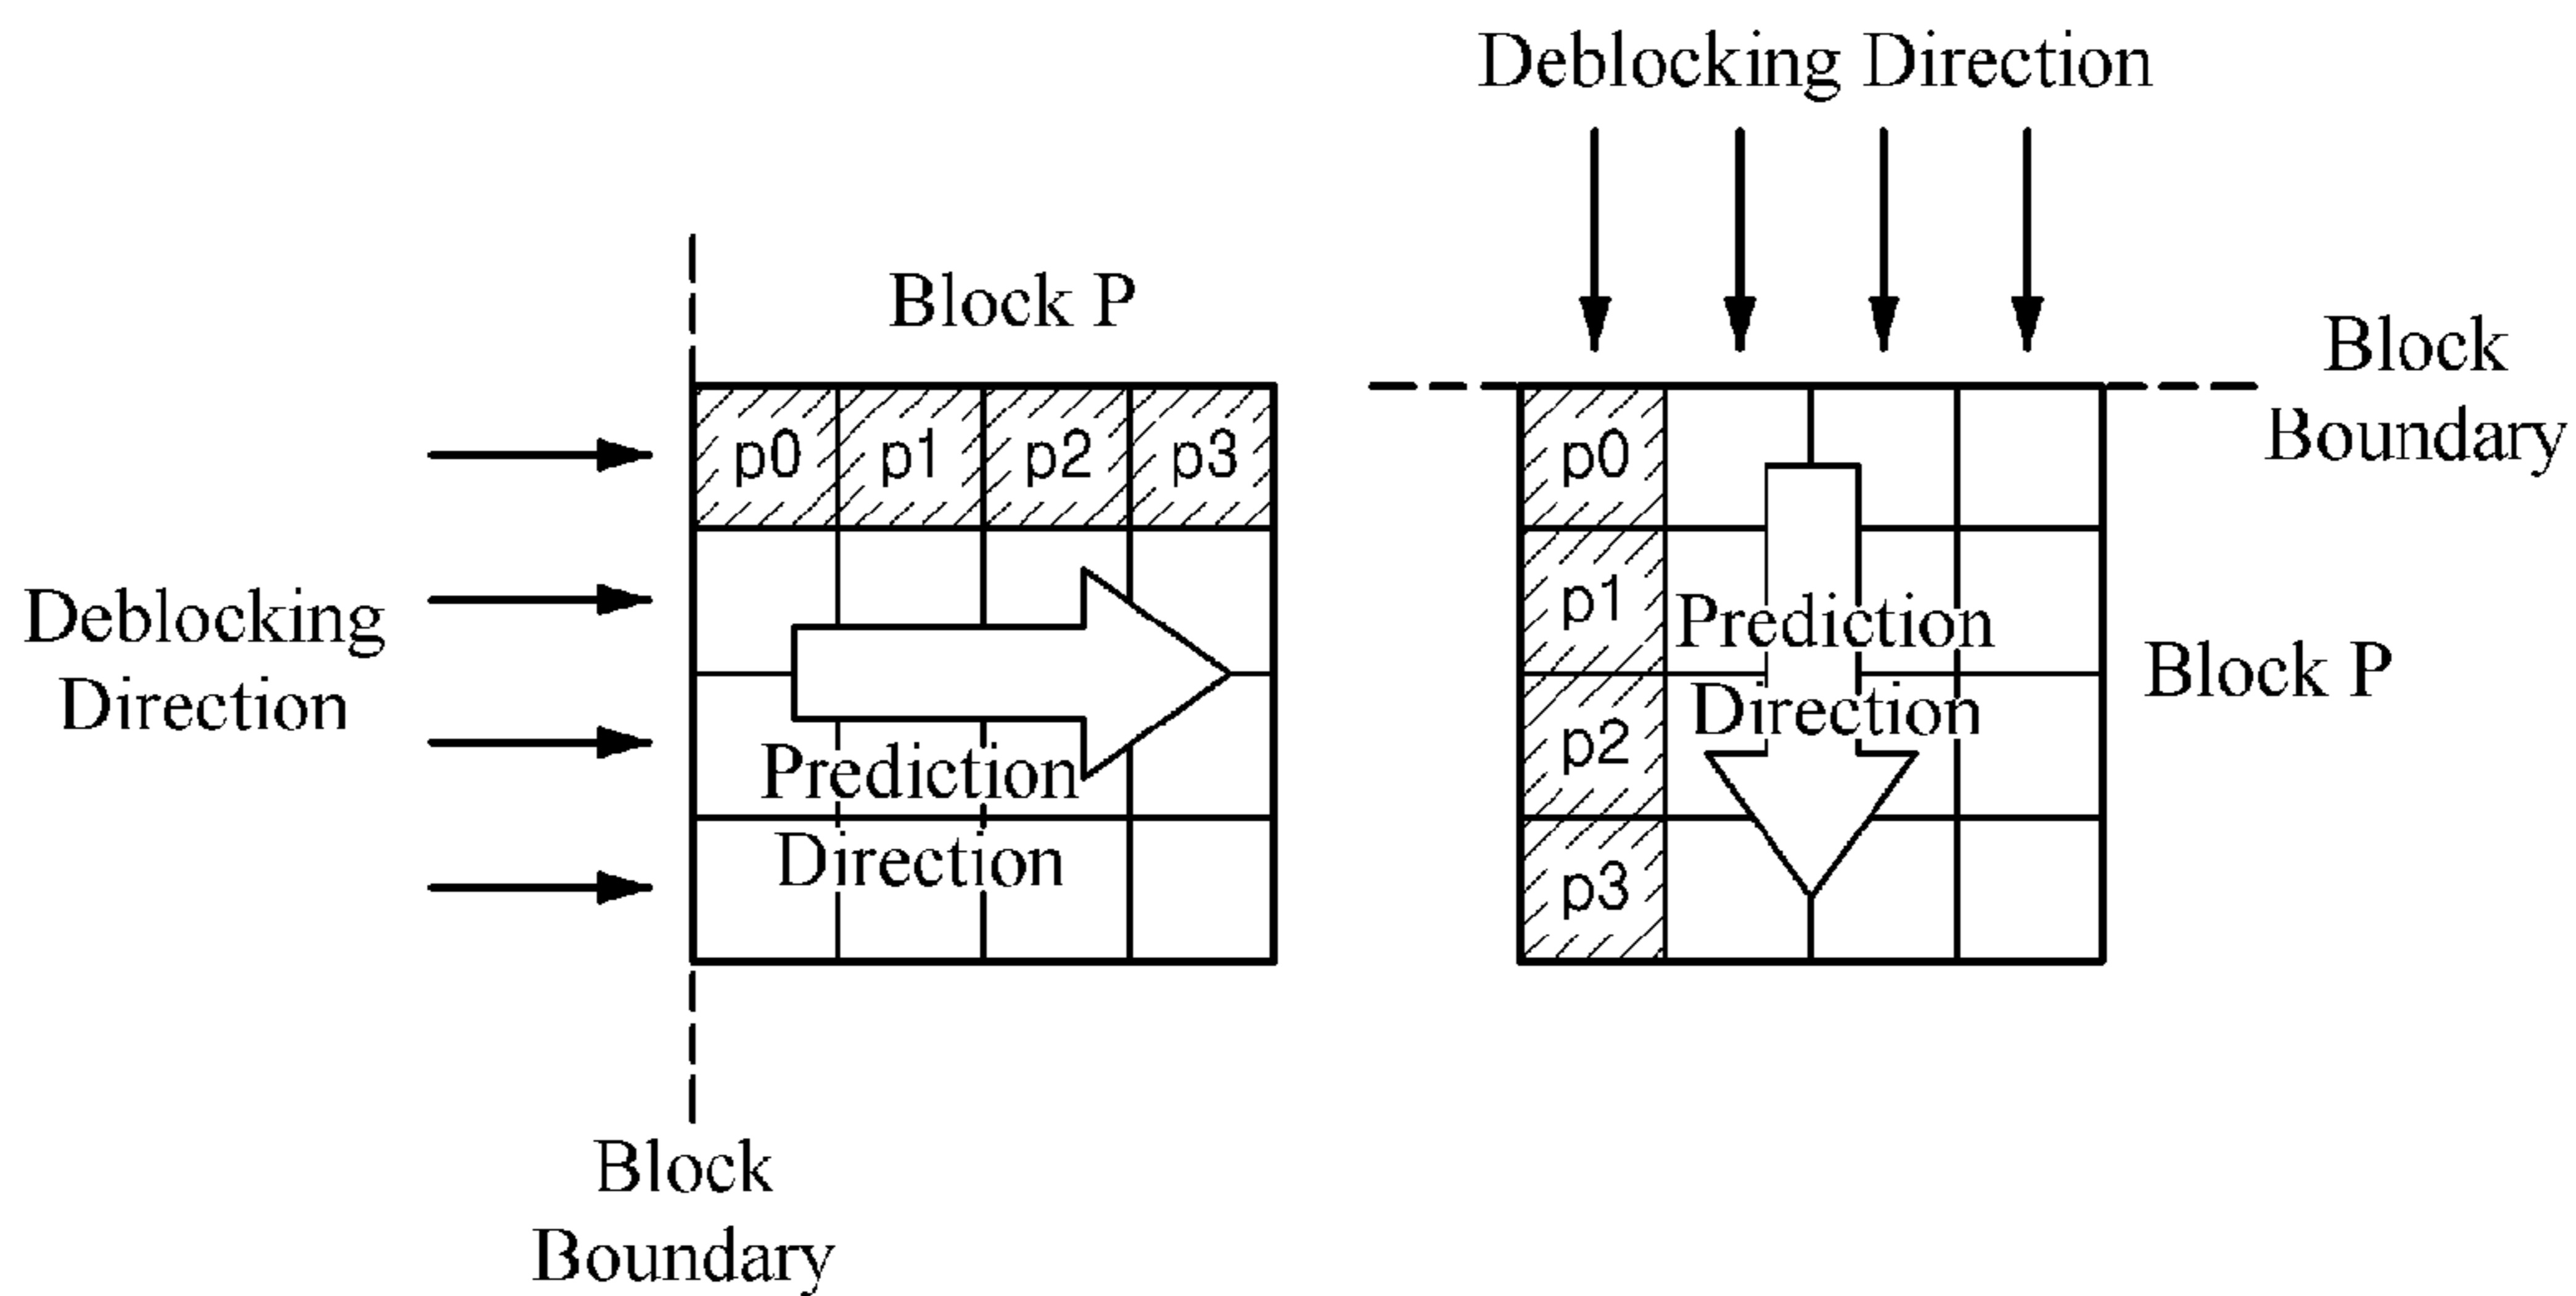 Deblocking Direction
Block P
Block
Boundary
p0 p1 p2 p3
Deblocking
Direction
Prediction
Direction
Block
Boundary
p0
p1
p2
p3
Prediction
Direction
Block P